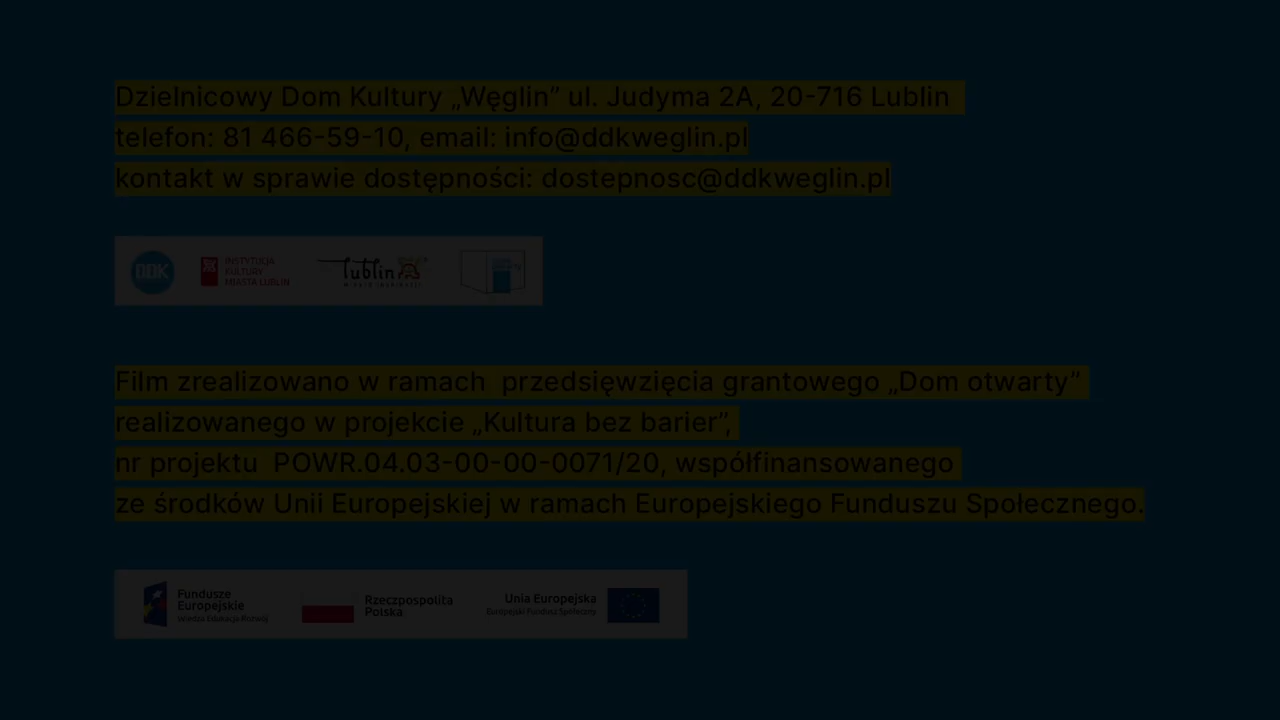 Dzielnicowy Dom Kultury „Węglin” ul. Judyma 2A, 20-716 Lublin
telefon: 81 466-59-10, email: info@ddkweglin.pl
kontakt w sprawie dostępności: dostepnosc@ddkweglin.pl
DDK
INSTYTUCJA
KULTURY
MIASTA LUBLIN
lublin
Film zrealizowano w ramach  przedsięwzięcia grantowego „Dom otwarty”
realizowanego w projekcie „Kultura bez barier”,
nr projektu  POWR.04.03-00-00-0071/20, współfinansowanego
ze środków Unii Europejskiej w ramach Europejskiego Funduszu Społecznego.
Fundusze
Europejskie
Wiedza Edukacja Rozwój
Rzeczpospolita
Polska
Unia Europejska
Europejski Fundusz Społeczny